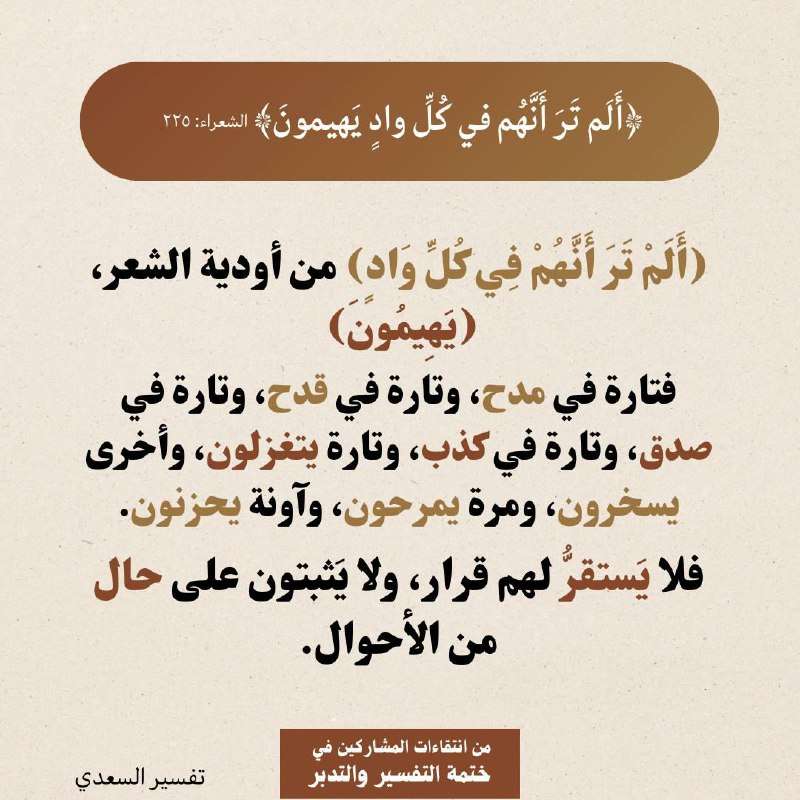 ﴿أَلَم تَرَ أَنَّهُم في كُلِّ وادٍ يَهيمونَ﴾ الشعراء: ٢٢٥
(أَلَمْ تَرَ أَنَّهُمْ فِي كُلِّ وَادٍ) من أودية الشعر،
(يَهِيمُونَ)
فتارة في مدح، وتارة في قدح، وتارة في
صدق، وتارة في كذب، وتارة يتغزلون، وأخرى
يسخرون، ومرة يمرحون، وآونة يحزنون.
فلا يَستقرُّ لهم قرار، ولا يَثبتون على حال
من الأحوال.
من انتقاءات المشاركين في
ختمة التفسير والتدبر
تفسير السعدي